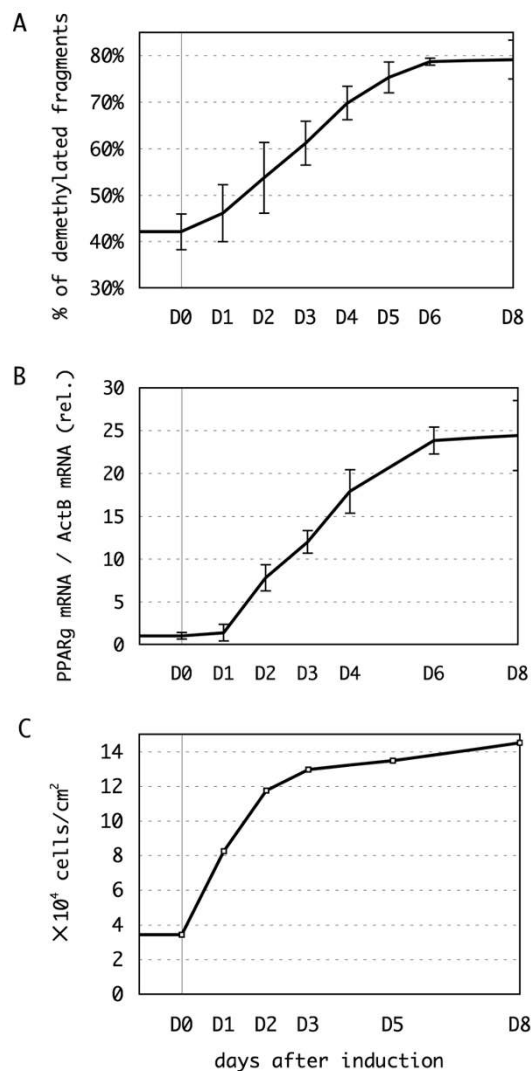 A
% of demethylated fragments
80%
70%
60%
50%
40%
30%
D0 D1 D2 D3 D4 D5 D6 D8
B
PPARg mRNA / ActB mRNA (rel.)
30
25
20
15
10
5
0
D0 D1 D2 D3 D4 D6 D8
C
×10⁴ cells/cm²
14
12
10
8
6
4
2
0
D0 D1 D2 D3 D5 D8
days after induction